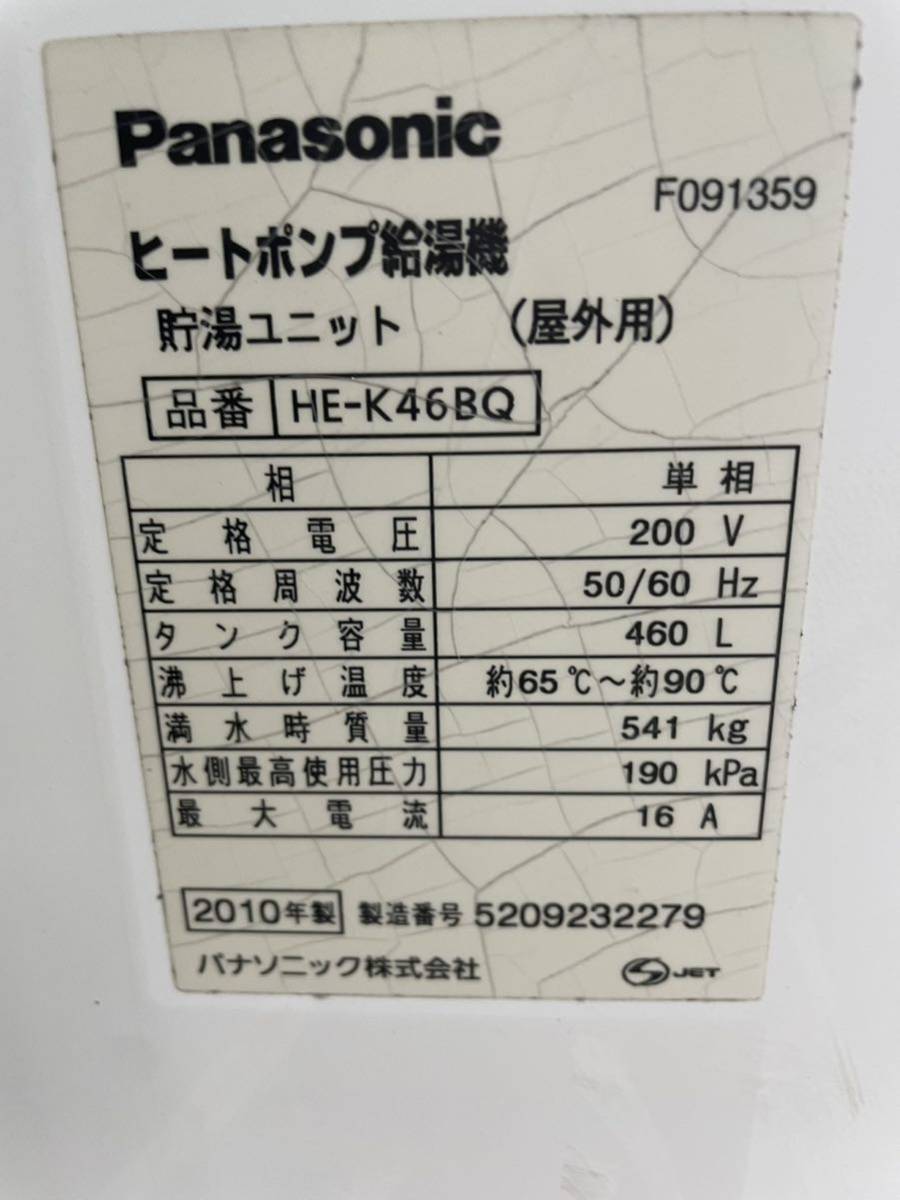 Panasonic
F091359
ヒートポンプ給湯機
貯湯ユニット (屋外用)
品番 HE-K46BQ
相 単相
定格電圧 200 V
定格周波数 50/60 Hz
タンク容量 460 L
沸上げ温度 約65℃~約90℃
満水時質量 541 kg
水側最高使用圧力 190 kPa
最大電流 16 A
2010年製 製造番号 5209232279
パナソニック株式会社 JET